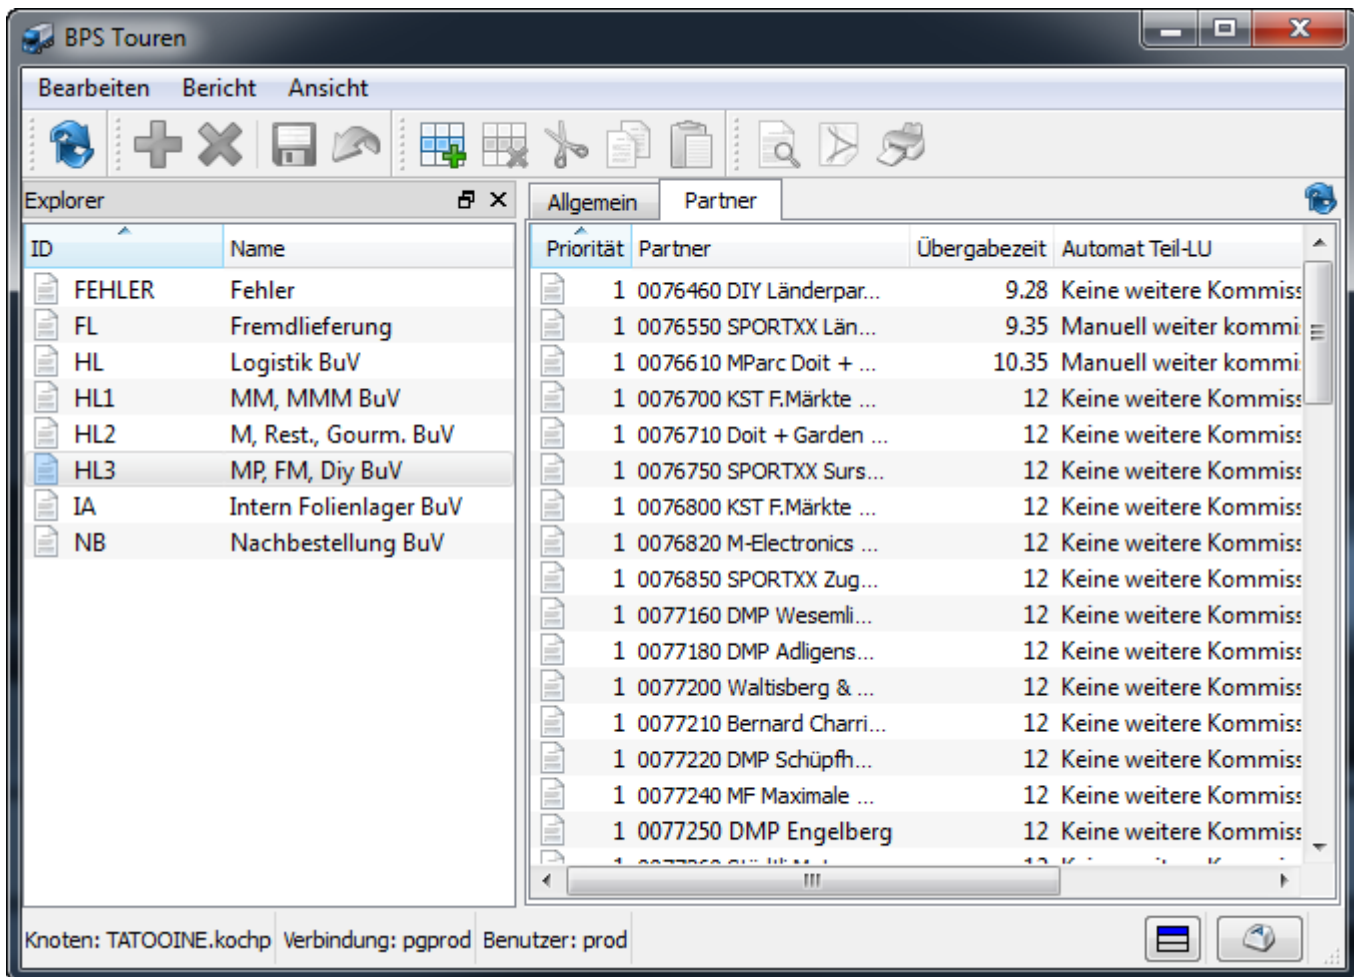 BPS Touren
Bearbeiten Bericht Ansicht
Explorer
Allgemein Partner
ID Name
FEHLER Fehler
FL Fremdlieferung
HL Logistik BuV
HL1 MM, MMM BuV
HL2 M, Rest., Gourm. BuV
HL3 MP, FM, Diy BuV
IA Intern Folienlager BuV
NB Nachbestellung BuV
Priorität Partner Übergabezeit Automat Teil-LU
1 0076460 DIY Länderpar... 9.28 Keine weitere Kommiss
1 0076550 SPORTXX Län... 9.35 Manuell weiter kommi
1 0076610 MParc Doit + ... 10.35 Manuell weiter kommi
1 0076700 KST F.Märkte ... 12 Keine weitere Kommiss
1 0076710 Doit + Garden ... 12 Keine weitere Kommiss
1 0076750 SPORTXX Surs... 12 Keine weitere Kommiss
1 0076800 KST F.Märkte ... 12 Keine weitere Kommiss
1 0076820 M-Electronics ... 12 Keine weitere Kommiss
1 0076850 SPORTXX Zug... 12 Keine weitere Kommiss
1 0077160 DMP Wesemli... 12 Keine weitere Kommiss
1 0077180 DMP Adligens... 12 Keine weitere Kommiss
1 0077200 Waltisberg & ... 12 Keine weitere Kommiss
1 0077210 Bernard Charri... 12 Keine weitere Kommiss
1 0077220 DMP Schüpfh... 12 Keine weitere Kommiss
1 0077240 MF Maximale ... 12 Keine weitere Kommiss
1 0077250 DMP Engelberg 12 Keine weitere Kommiss
Knoten: TATOOINE.kochp Verbindung: pgprod Benutzer: prod